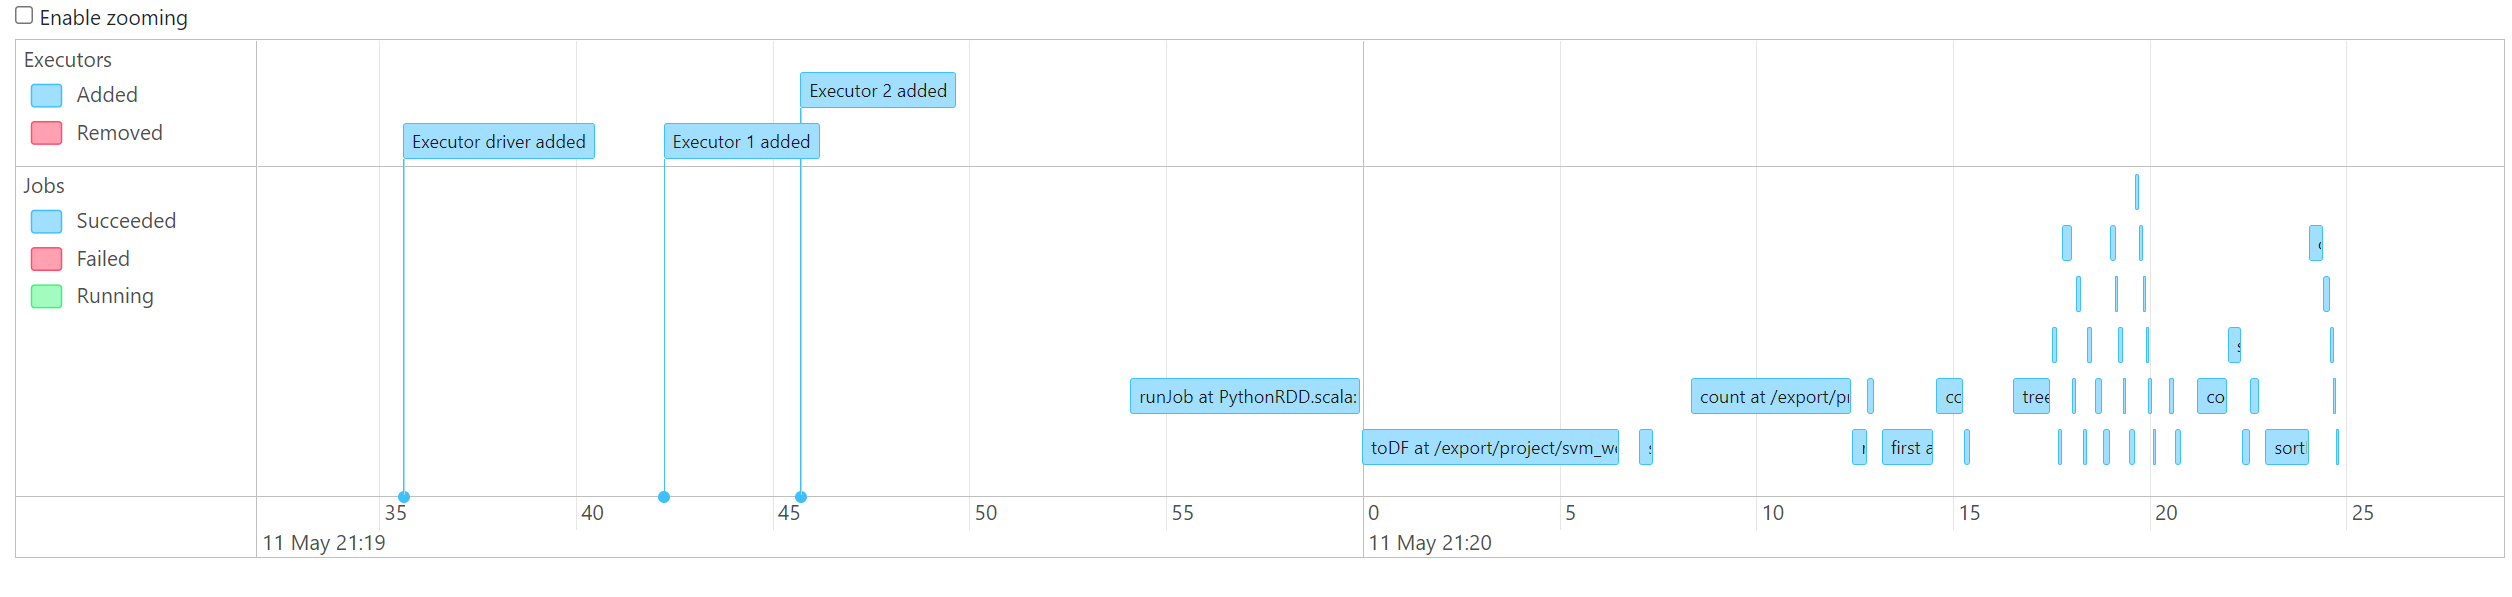 Enable zooming
Executors
Added
Removed
Executor 2 added
Executor driver added
Executor 1 added
Jobs
Succeeded
Failed
Running
runJob at PythonRDD.scala:
count at /export/pr
cc
tree
co
toDF at /export/project/svm_we
first a
sort
35 40 45 50 55 0 5 10 15 20 25
11 May 21:19 11 May 21:20